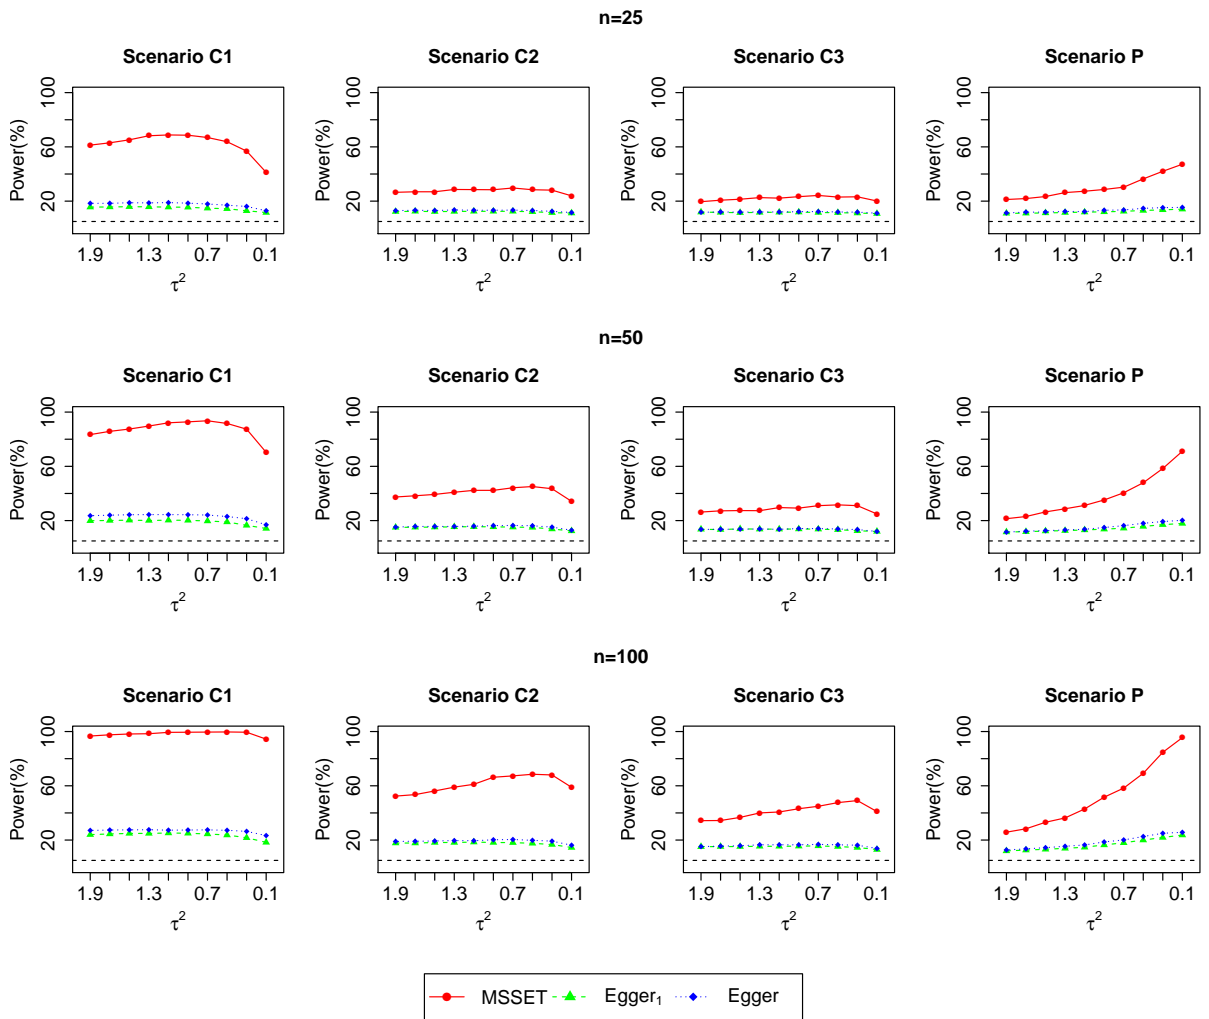 n=25
Scenario C1
Scenario C2
Scenario C3
Scenario P
Power(%)
20 60 100
1.9 1.3 0.7 0.1
τ²
Power(%)
20 60 100
1.9 1.3 0.7 0.1
τ²
Power(%)
20 60 100
1.9 1.3 0.7 0.1
τ²
Power(%)
20 60 100
1.9 1.3 0.7 0.1
τ²
n=50
Scenario C1
Scenario C2
Scenario C3
Scenario P
Power(%)
20 60 100
1.9 1.3 0.7 0.1
τ²
Power(%)
20 60 100
1.9 1.3 0.7 0.1
τ²
Power(%)
20 60 100
1.9 1.3 0.7 0.1
τ²
Power(%)
20 60 100
1.9 1.3 0.7 0.1
τ²
n=100
Scenario C1
Scenario C2
Scenario C3
Scenario P
Power(%)
20 60 100
1.9 1.3 0.7 0.1
τ²
Power(%)
20 60 100
1.9 1.3 0.7 0.1
τ²
Power(%)
20 60 100
1.9 1.3 0.7 0.1
τ²
Power(%)
20 60 100
1.9 1.3 0.7 0.1
τ²
MSSET Egger₁ Egger